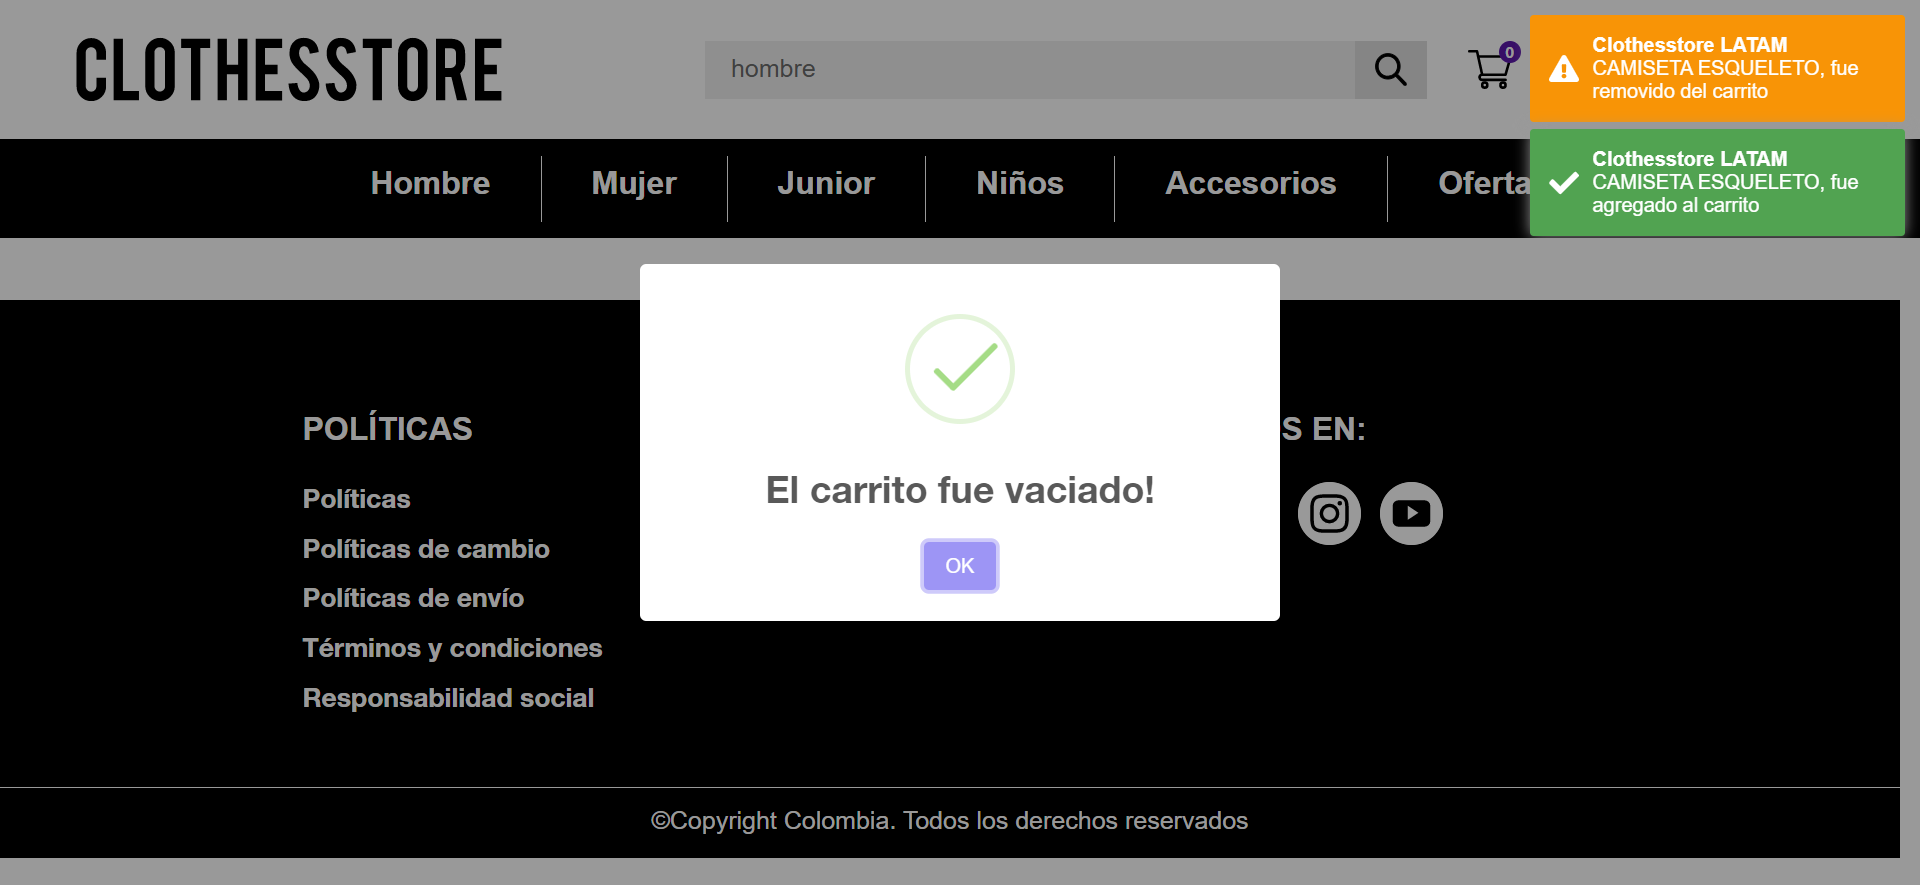 CLOTHESSTORE
hombre
0
Clothesstore LATAM
CAMISETA ESQUELETO, fue
removido del carrito
Clothesstore LATAM
CAMISETA ESQUELETO, fue
agregado al carrito
Hombre
Mujer
Junior
Niños
Accesorios
Oferta
El carrito fue vaciado!
OK
POLÍTICAS
Políticas
Políticas de cambio
Políticas de envío
Términos y condiciones
Responsabilidad social
S EN:
©Copyright Colombia. Todos los derechos reservados